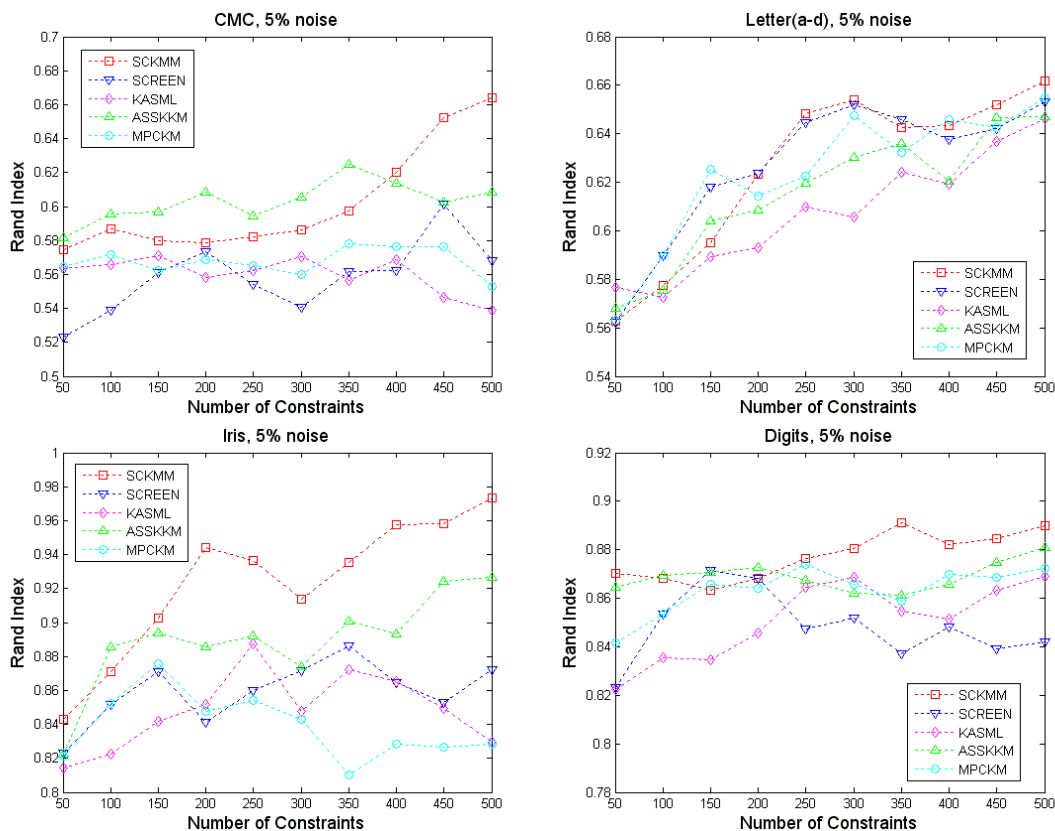 CMC, 5% noise
0.7
0.68
0.66
0.64
0.62
0.6
0.58
0.56
0.54
0.52
0.5
Rand Index
SCKMM
SCREEN
KASML
ASSKKM
MPCKM
50 100 150 200 250 300 350 400 450 500
Number of Constraints
Letter(a-d), 5% noise
0.68
0.66
0.64
0.62
0.6
0.58
0.56
0.54
Rand Index
SCKMM
SCREEN
KASML
ASSKKM
MPCKM
50 100 150 200 250 300 350 400 450 500
Number of Constraints
Iris, 5% noise
1
0.98
0.96
0.94
0.92
0.9
0.88
0.86
0.84
0.82
0.8
Rand Index
SCKMM
SCREEN
KASML
ASSKKM
MPCKM
50 100 150 200 250 300 350 400 450 500
Number of Constraints
Digits, 5% noise
0.92
0.9
0.88
0.86
0.84
0.82
0.8
0.78
Rand Index
SCKMM
SCREEN
KASML
ASSKKM
MPCKM
50 100 150 200 250 300 350 400 450 500
Number of Constraints